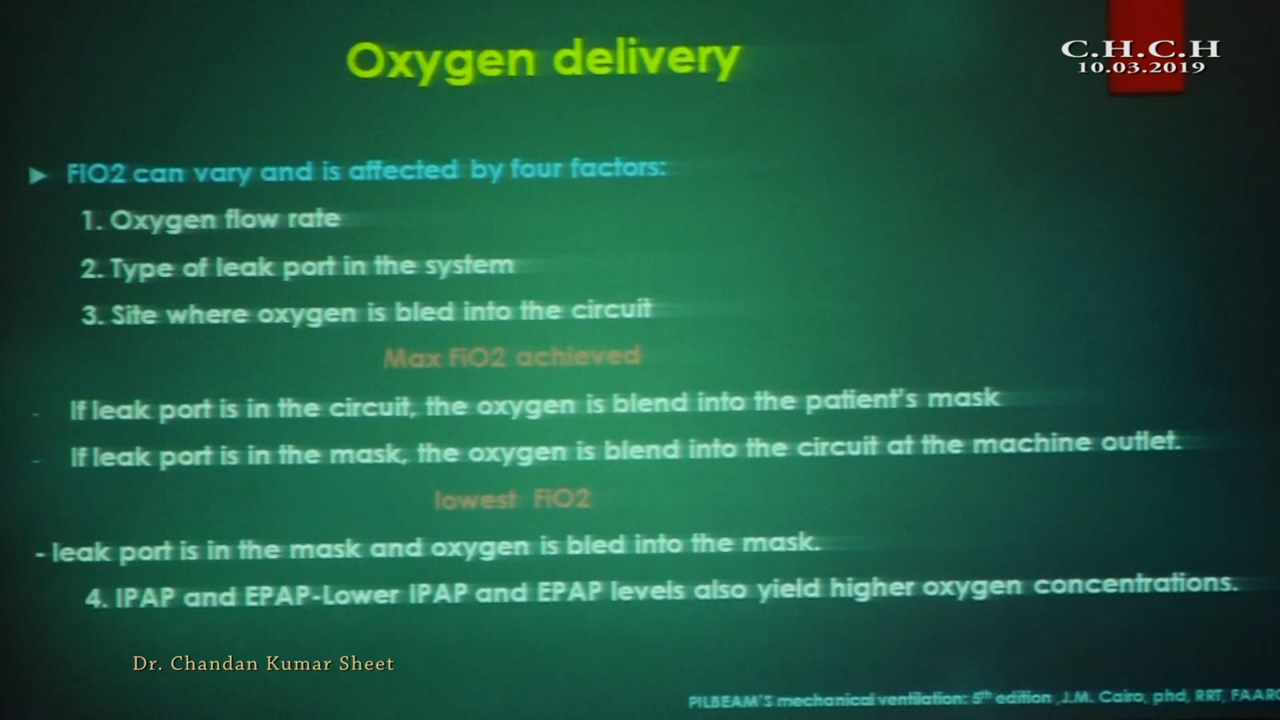 Oxygen delivery
C.H.C.H
10.03.2019
FIO2 can vary and is affected by four factors:
1. Oxygen flow rate
2. Type of leak port in the system
3. Site where oxygen is bled into the circuit
Max FiO2 achieved
- If leak port is in the circuit, the oxygen is blend into the patient's mask
- If leak port is in the mask, the oxygen is blend into the circuit at the machine outlet.
lowest FiO2
- leak port is in the mask and oxygen is bled into the mask.
4. IPAP and EPAP-Lower IPAP and EPAP levels also yield higher oxygen concentrations.
Dr. Chandan Kumar Sheet
PILBEAM'S mechanical ventilation: 5th edition ,J.M. Cairo, phd, RRT, FAARC